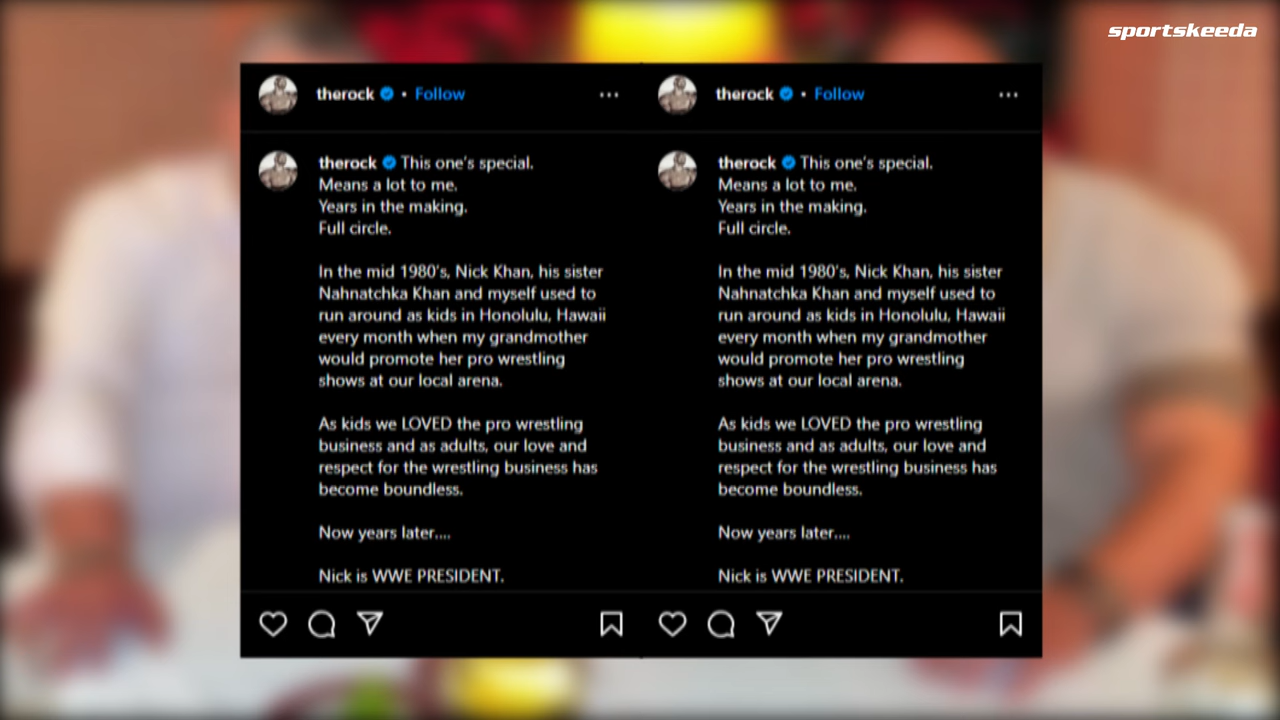 sportskeeda
therock • Follow
therock This one's special.
Means a lot to me.
Years in the making.
Full circle.
In the mid 1980's, Nick Khan, his sister
Nahnatchka Khan and myself used to
run around as kids in Honolulu, Hawaii
every month when my grandmother
would promote her pro wrestling
shows at our local arena.
As kids we LOVED the pro wrestling
business and as adults, our love and
respect for the wrestling business has
become boundless.
Now years later....
Nick is WWE PRESIDENT.
therock • Follow
therock This one's special.
Means a lot to me.
Years in the making.
Full circle.
In the mid 1980's, Nick Khan, his sister
Nahnatchka Khan and myself used to
run around as kids in Honolulu, Hawaii
every month when my grandmother
would promote her pro wrestling
shows at our local arena.
As kids we LOVED the pro wrestling
business and as adults, our love and
respect for the wrestling business has
become boundless.
Now years later....
Nick is WWE PRESIDENT.